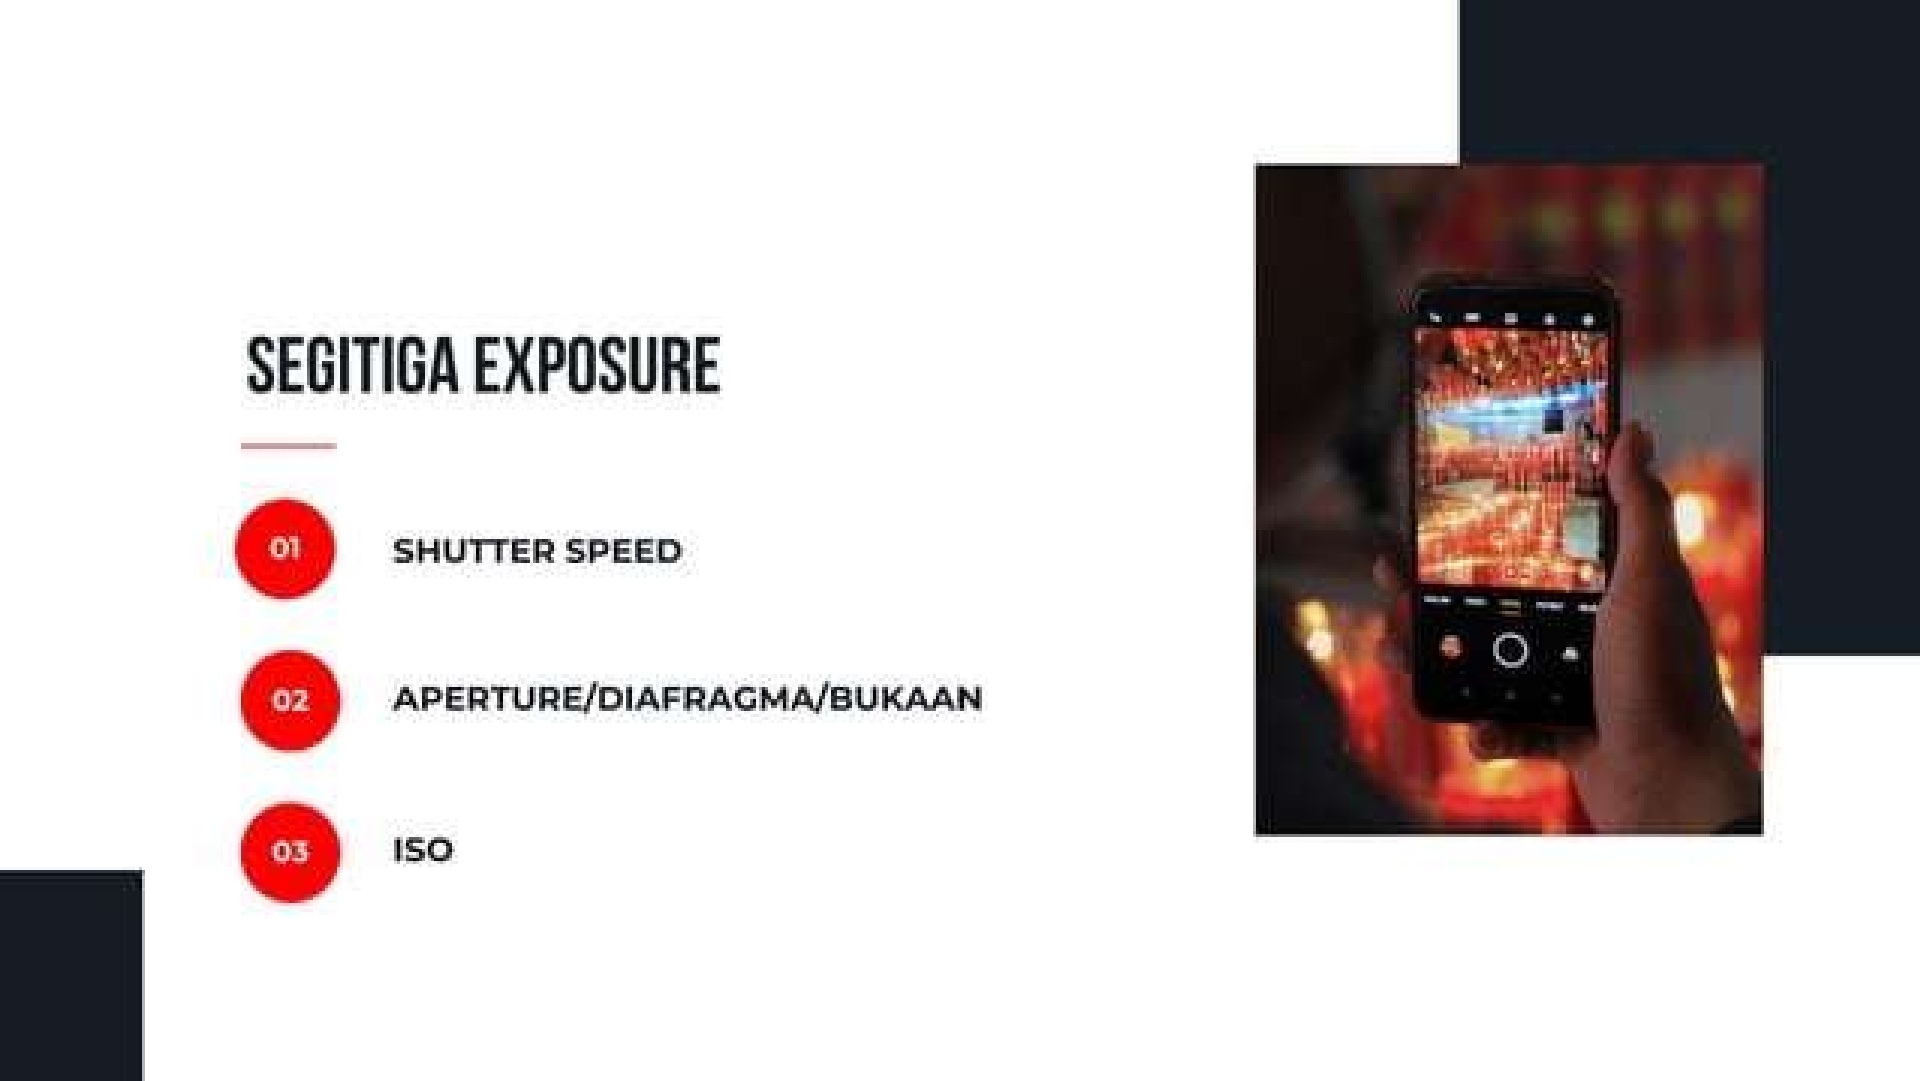 SEGITIGA EXPOSURE
01
SHUTTER SPEED
02
APERTURE/DIAFRAGMA/BUKAAN
03
ISO